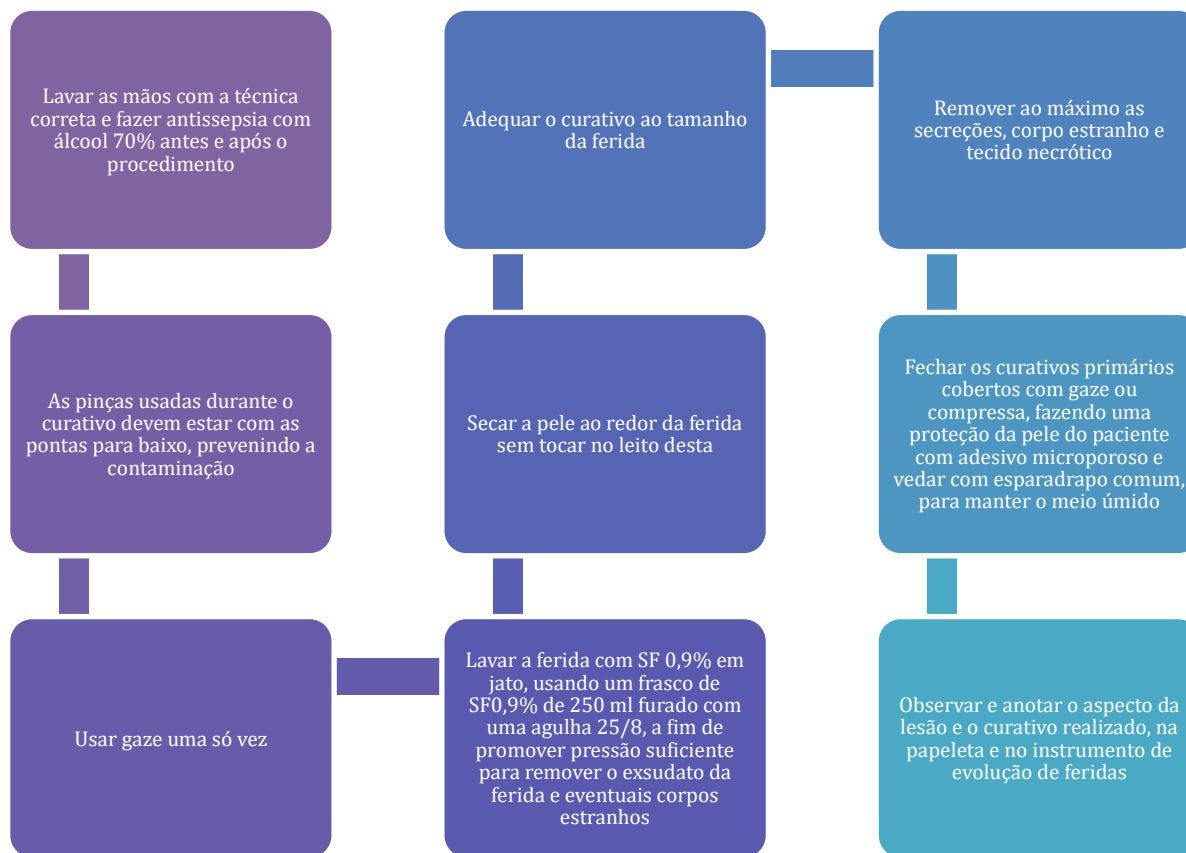 Lavar as mãos com a técnica
correta e fazer antissepsia com
álcool 70% antes e após o
procedimento
As pinças usadas durante o
curativo devem estar com as
pontas para baixo, prevenindo a
contaminação
Usar gaze uma só vez
Lavar a ferida com SF 0,9% em
jato, usando um frasco de
SF0,9% de 250 ml furado com
uma agulha 25/8, a fim de
promover pressão suficiente
para remover o exsudato da
ferida e eventuais corpos
estranhos
Secar a pele ao redor da ferida
sem tocar no leito desta
Adequar o curativo ao tamanho
da ferida
Remover ao máximo as
secreções, corpo estranho e
tecido necrótico
Fechar os curativos primários
cobertos com gaze ou
compressa, fazendo uma
proteção da pele do paciente
com adesivo microporoso e
vedar com esparadrapo comum,
para manter o meio úmido
Observar e anotar o aspecto da
lesão e o curativo realizado, na
papeleta e no instrumento de
evolução de feridas